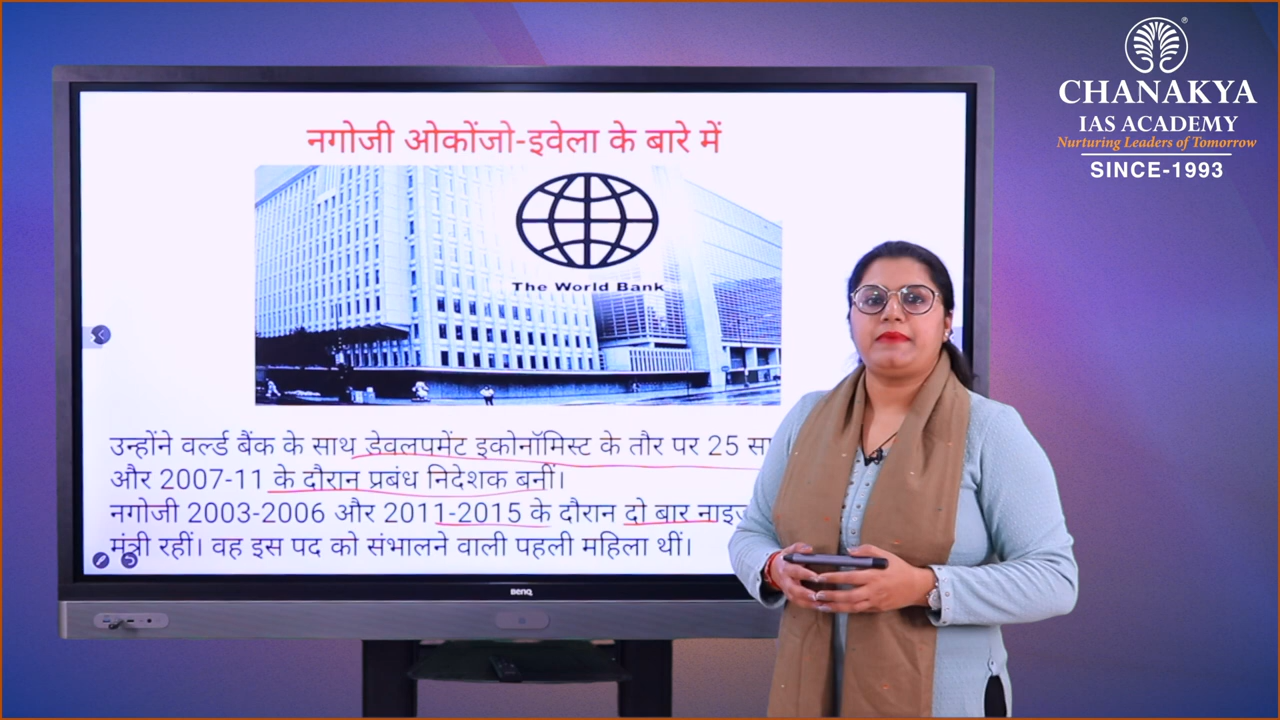 नगोजी ओकोंजो-इवेला के बारे में
The World Bank
उन्होंने वर्ल्ड बैंक के साथ डेवलपमेंट इकोनॉमिस्ट के तौर पर 25
और 2007-11 के दौरान प्रबंध निदेशक बनीं।
नगोजी 2003-2006 और 2011-2015 के दौरान दो बार
मंत्री रहीं। वह इस पद को संभालने वाली पहली महिला थीं।
BenQ
CHANAKYA
IAS ACADEMY
Nurturing Leaders of Tomorrow
SINCE-1993